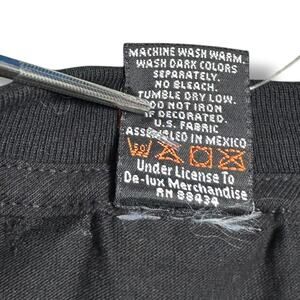 MACHINE WASH WARM.
WASH DARK COLORS
SEPARATELY.
NO BLEACH.
TUMBLE DRY LOW.
DO NOT IRON
IF DECORATED.
U.S. FABRIC
ASSEMBLED IN MEXICO
50
Under License To
De-lux Merchandise
RN 88434